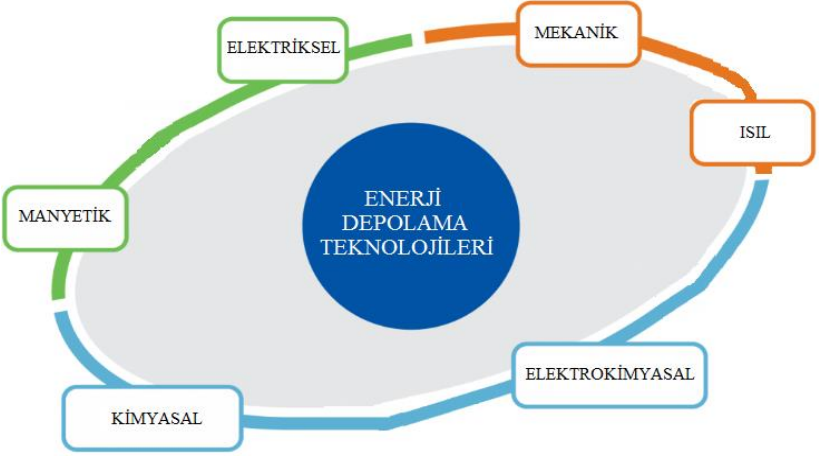 MEKANİK
ELEKTRİKSEL
ISIL
MANYETİK
ENERJİ
DEPOLAMA
TEKNOLOJİLERİ
ELEKTROKİMYASAL
KİMYASAL